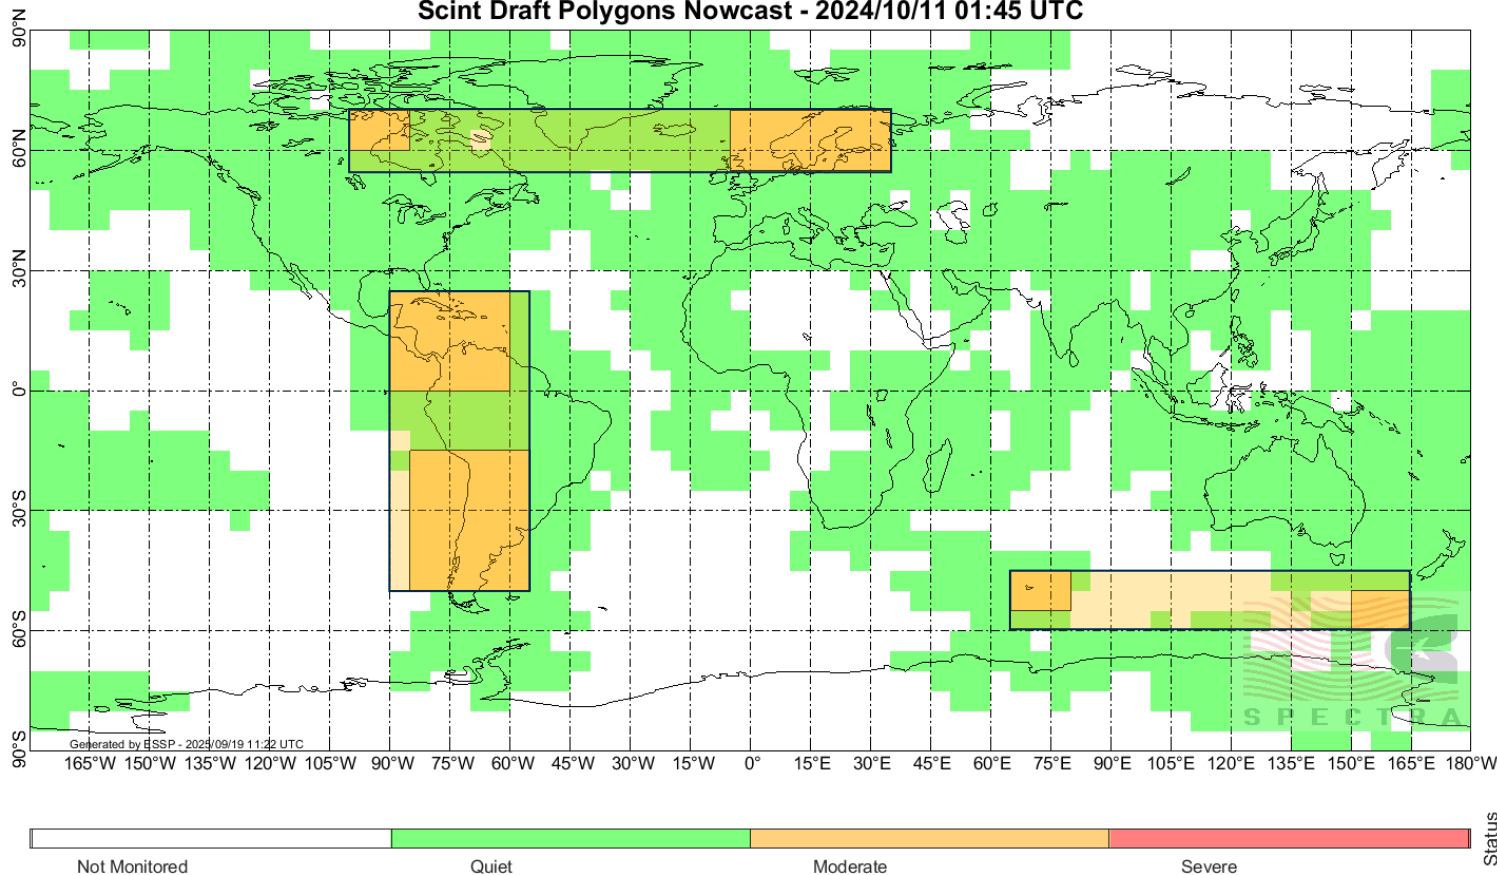 Scint Draft Polygons Nowcast - 2024/10/11 01:45 UTC
90°N
60°N
30°N
0°
30°S
60°S
90°S
SPECTRA
Generated by ESSP - 2025/09/19 11:22 UTC
165°W 150°W 135°W 120°W 105°W 90°W 75°W 60°W 45°W 30°W 15°W 0° 15°E 30°E 45°E 60°E 75°E 90°E 105°E 120°E 135°E 150°E 165°E 180°W
Status
Not Monitored Quiet Moderate Severe